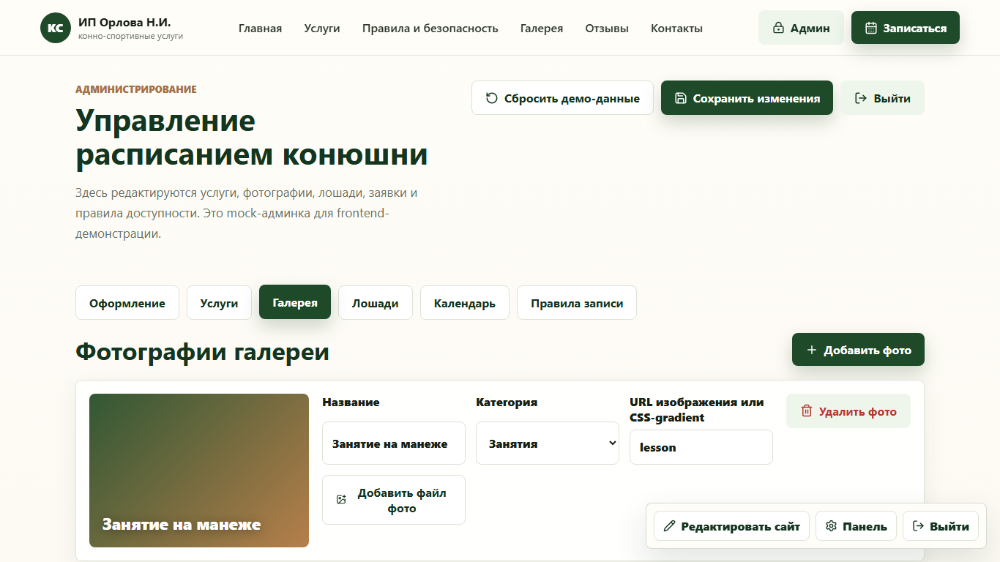 КС
ИП Орлова Н.И.
конно-спортивные услуги
Главная
Услуги
Правила и безопасность
Галерея
Отзывы
Контакты
Админ
Записаться
АДМИНИСТРИРОВАНИЕ
Управление
расписанием конюшни
Здесь редактируются услуги, фотографии, лошади, заявки и
правила доступности. Это mock-админка для frontend-
демонстрации.
Сбросить демо-данные
Сохранить изменения
Выйти
Оформление
Услуги
Галерея
Лошади
Календарь
Правила записи
Фотографии галереи
Добавить фото
Занятие на манеже
Название
Занятие на манеже
Категория
Занятия
URL изображения или
CSS-gradient
lesson
Удалить фото
Добавить файл
фото
Редактировать сайт
Панель
Выйти